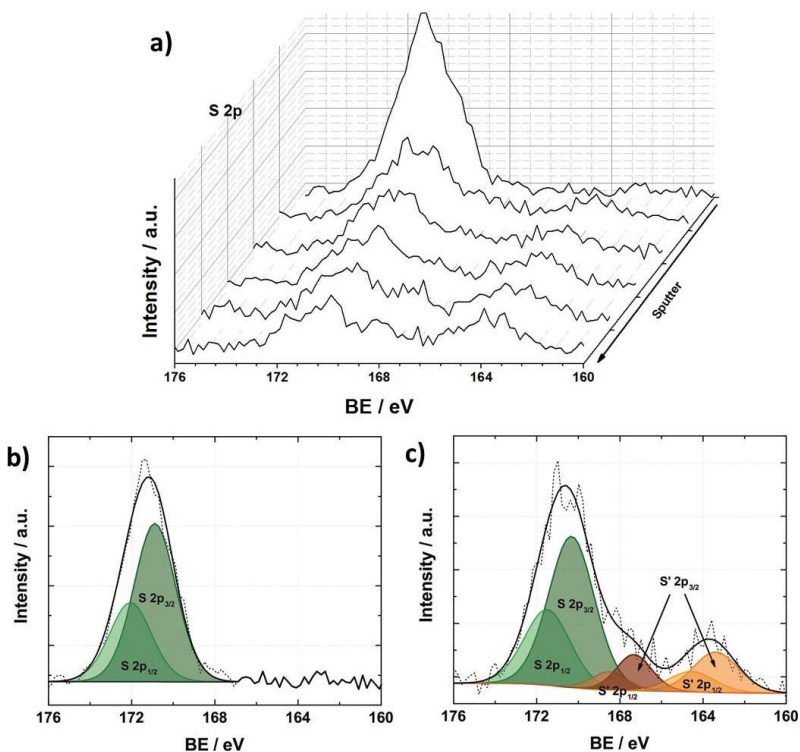 a)
S 2p
Intensity / a.u.
Sputter
176 172 168 164 160
BE / eV
b)
Intensity / a.u.
S 2p3/2
S 2p1/2
176 172 168 164 160
BE / eV
c)
Intensity / a.u.
S' 2p3/2
S 2p3/2
S 2p1/2
S' 2p1/2
S' 2p1/2
176 172 168 164 160
BE / eV